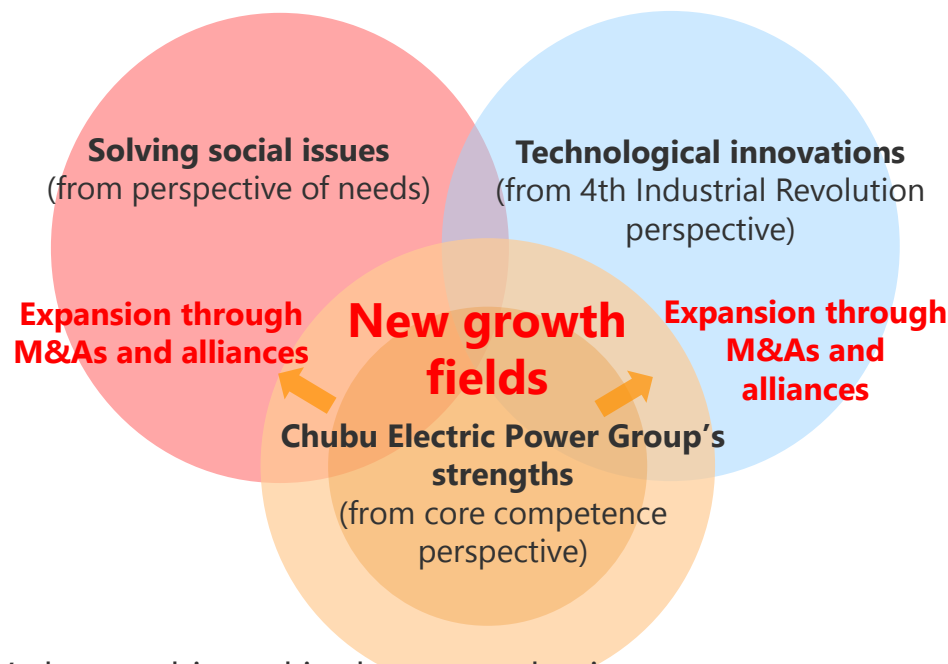 Solving social issues
(from perspective of needs)
Technological innovations
(from 4th Industrial Revolution
perspective)
Expansion through
M&As and alliances
New growth
fields
Expansion through
M&As and
alliances
Chubu Electric Power Group’s
strengths
(from core competence
perspective)